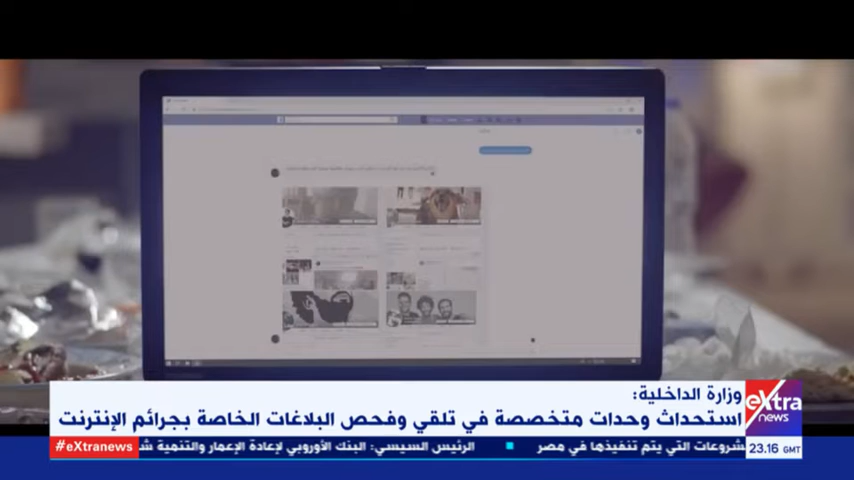 وزارة الداخلية:
استحداث وحدات متخصصة في تلقي وفحص البلاغات الخاصة بجرائم الإنترنت
eXtra
news
#eXtranews
شروعات التي يتم تنفيذها في مصر ■ الرئيس السيسي: البنك الأوروبي لإعادة الإعمار والتنمية ش
23.16 GMT